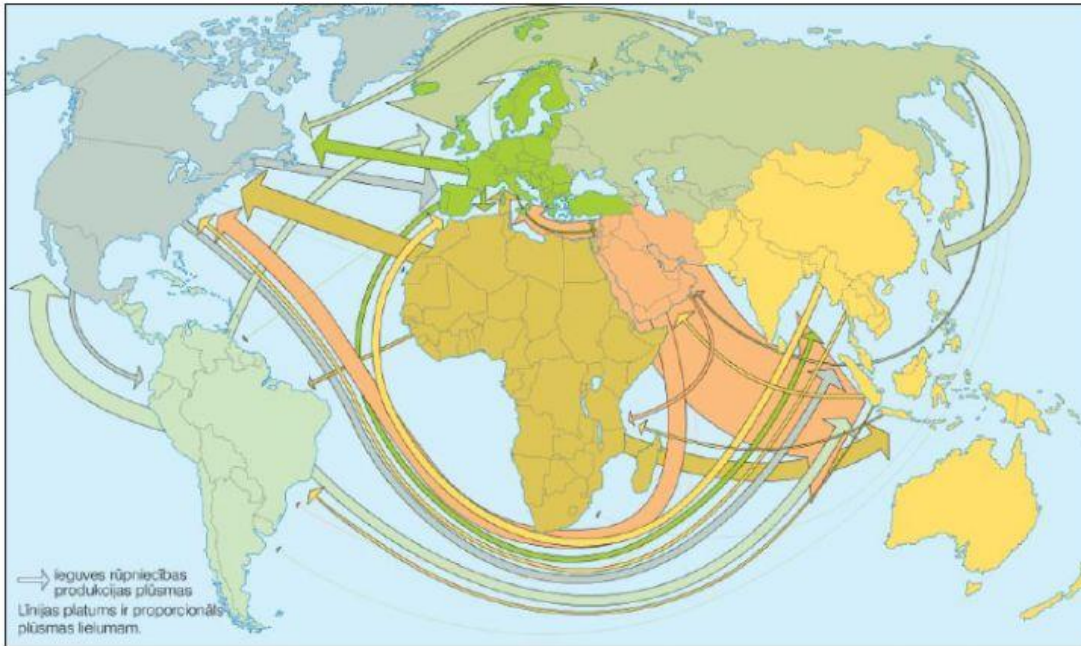 ieguves rūpniecības
produkcijas plūsmas
Līnijas platums ir proporcionāls
plūsmas lielumam.